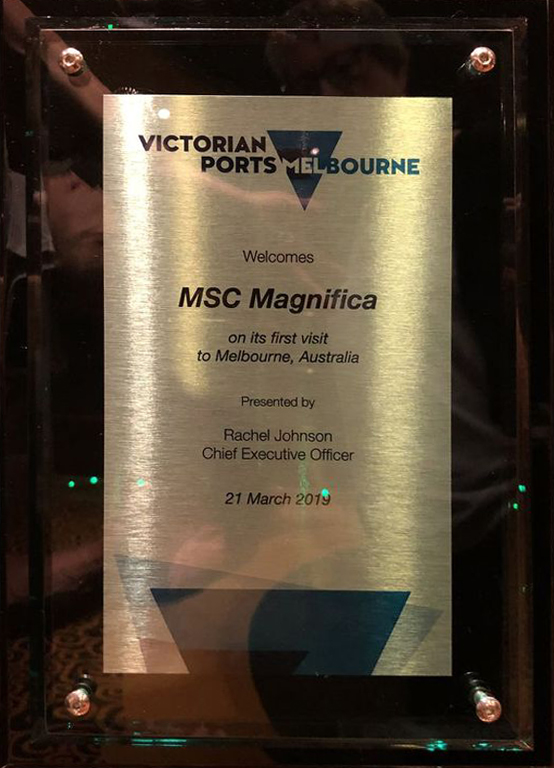 VICTORIAN
PORTS MELBOURNE
Welcomes
MSC Magnifica
on its first visit
to Melbourne, Australia
Presented by
Rachel Johnson
Chief Executive Officer
21 March 2019